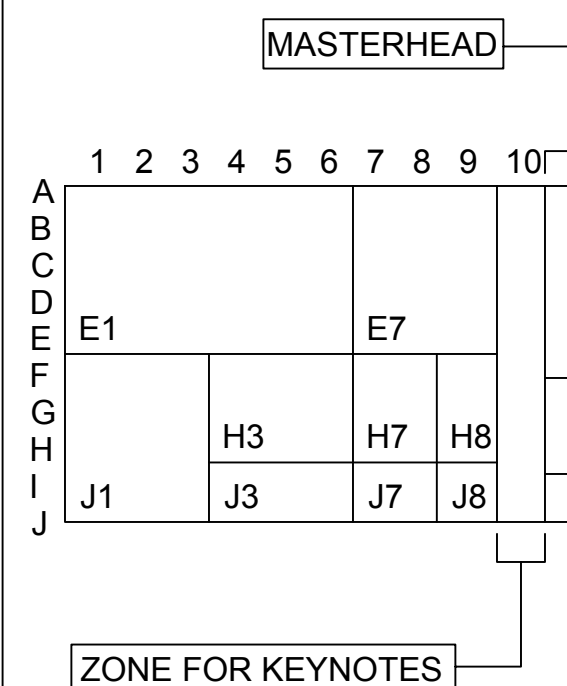 MASTERHEAD
1 2 3 4 5 6 7 8 9 10
A
B
C
D
E E1 E7
F
G
H H3 H7 H8
I
J1 J3 J7 J8
J
ZONE FOR KEYNOTES